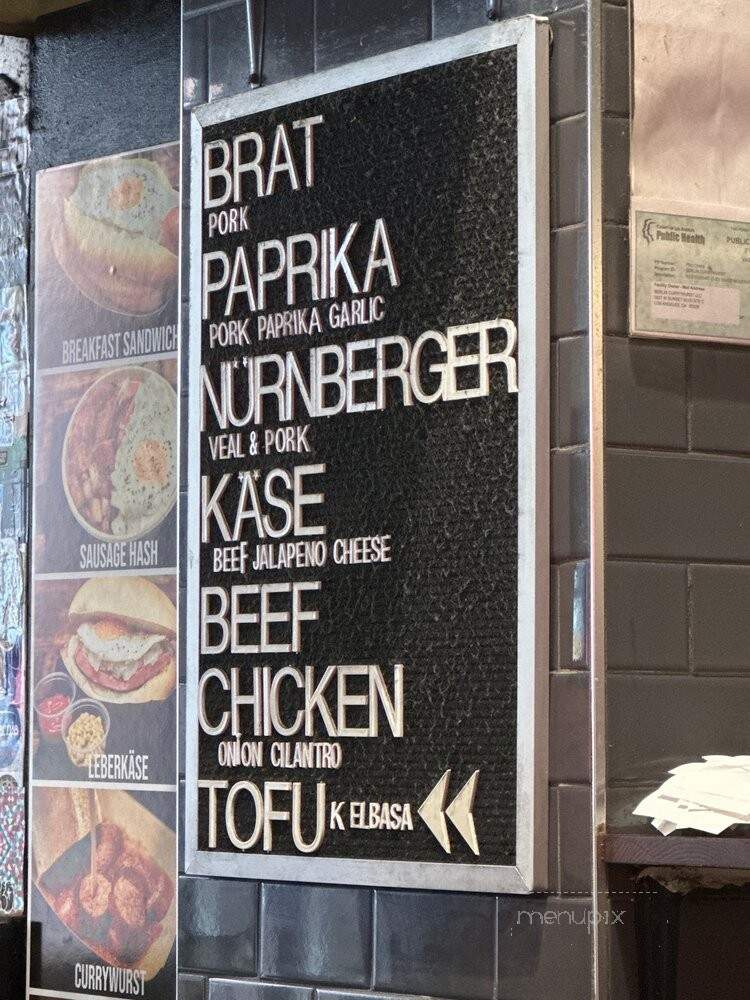 BRAT
PORK
PAPRIKA
PORK PAPRIKA GARLIC
NÜRNBERGER
VEAL & PORK
KÄSE
BEEF JALAPENO CHEESE
BEEF
CHICKEN
ONION CILANTRO
TOFU K ELBASA
BREAKFAST SANDWICH
SAUSAGE HASH
LEBERKÄSE
CURRYWURST
Public Health
menupix